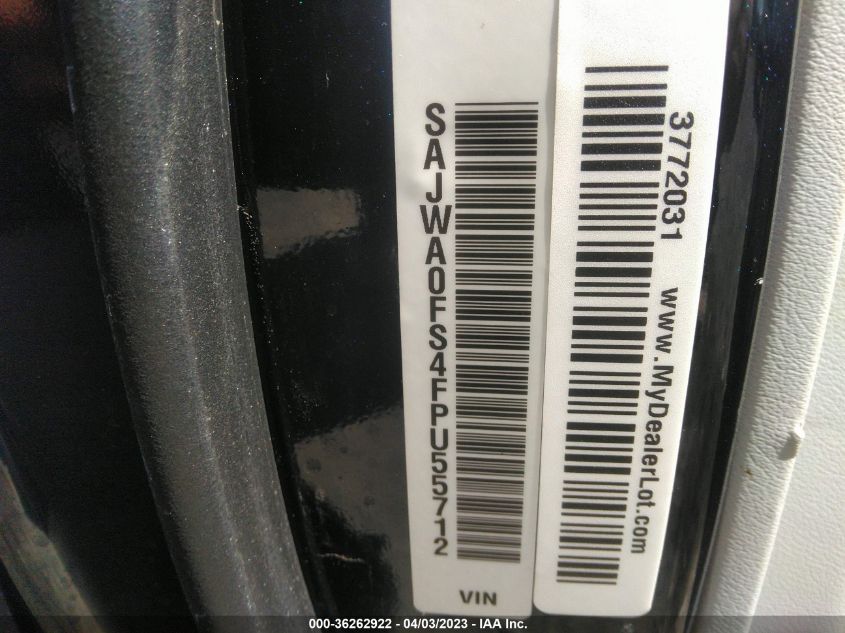 SAJWA0FS4FPU55712
VIN
3772031 www.MyDealerLot.com
000-36262922 - 04/03/2023 - IAA Inc.